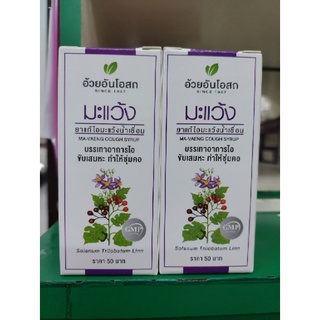 อ้วยอันโอสถ
SINCE 1947
มะแว้ง
ยาแก้ไอมะแว้งน้ำเชื่อม
MA-VAENG COUGH SYRUP
บรรเทาอาการไอ
ขับเสมหะ ทำให้ชุ่มคอ
GMP
Solanum Trilobatum Linn
ราคา 50 บาท
อ้วยอันโอสถ
SINCE 1947
มะแว้ง
ยาแก้ไอมะแว้งน้ำเชื่อม
MA-VAENG COUGH SYRUP
บรรเทาอาการไอ
ขับเสมหะ ทำให้ชุ่มคอ
GMP
Solanum Trilobatum Linn
ราคา 50 บาท